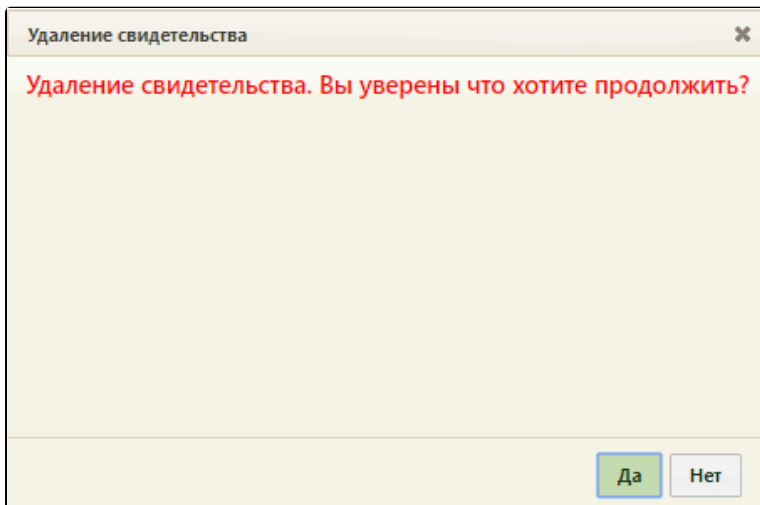 Удаление свидетельства
Удаление свидетельства. Вы уверены что хотите продолжить?
Да
Нет